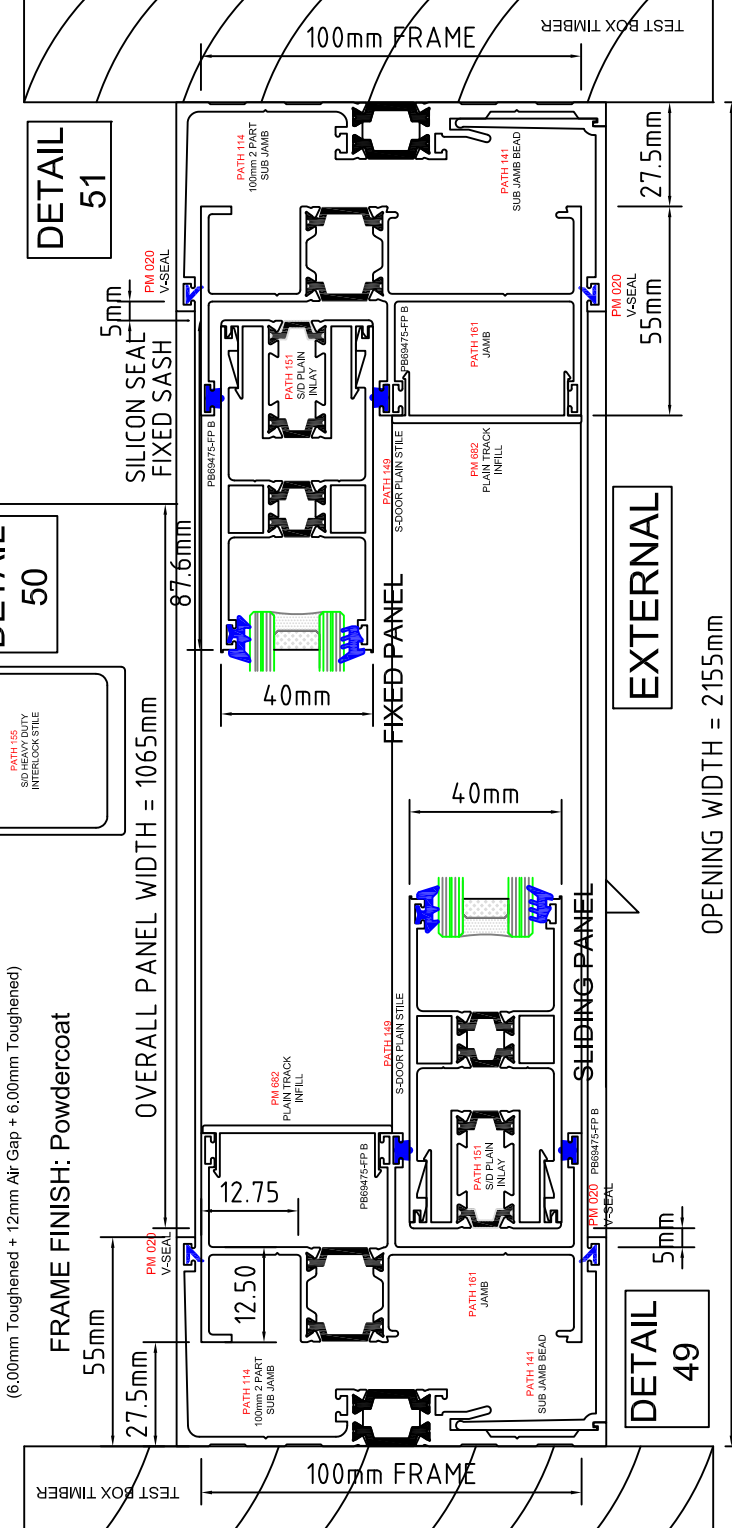 TEST BOX TIMBER
100mm FRAME
DETAIL
51
PATH 114
100mm 2 PART
SUB JAMB
PATH 141
SUB JAMB BEAD
27.5mm
PM 020
V-SEAL
5mm
SILICON SEAL
FIXED SASH
PATH 151
S/D PLAIN
INLAY
PB69475-FP B
PATH 161
JAMB
PM 020
V-SEAL
55mm
PB69475-FP B
PATH 149
S-DOOR PLAIN STILE
PM 682
PLAIN TRACK
INFILL
50
87.6mm
40mm
FIXED PANEL
EXTERNAL
PATH 155
S/D HEAVY DUTY
INTERLOCK STILE
OVERALL PANEL WIDTH = 1065mm
OPENING WIDTH = 2155mm
40mm
SLIDING PANEL
(6.00mm Toughened + 12mm Air Gap + 6.00mm Toughened)
FRAME FINISH: Powdercoat
PM 682
PLAIN TRACK
INFILL
PATH 149
S-DOOR PLAIN STILE
PB69475-FP B
PATH 151
S/D PLAIN
INLAY
PB69475-FP B
12.75
12.50
PM 020
V-SEAL
PM 020
V-SEAL
5mm
55mm
27.5mm
PATH 161
JAMB
PATH 114
100mm 2 PART
SUB JAMB
PATH 141
SUB JAMB BEAD
DETAIL
49
100mm FRAME
TEST BOX TIMBER